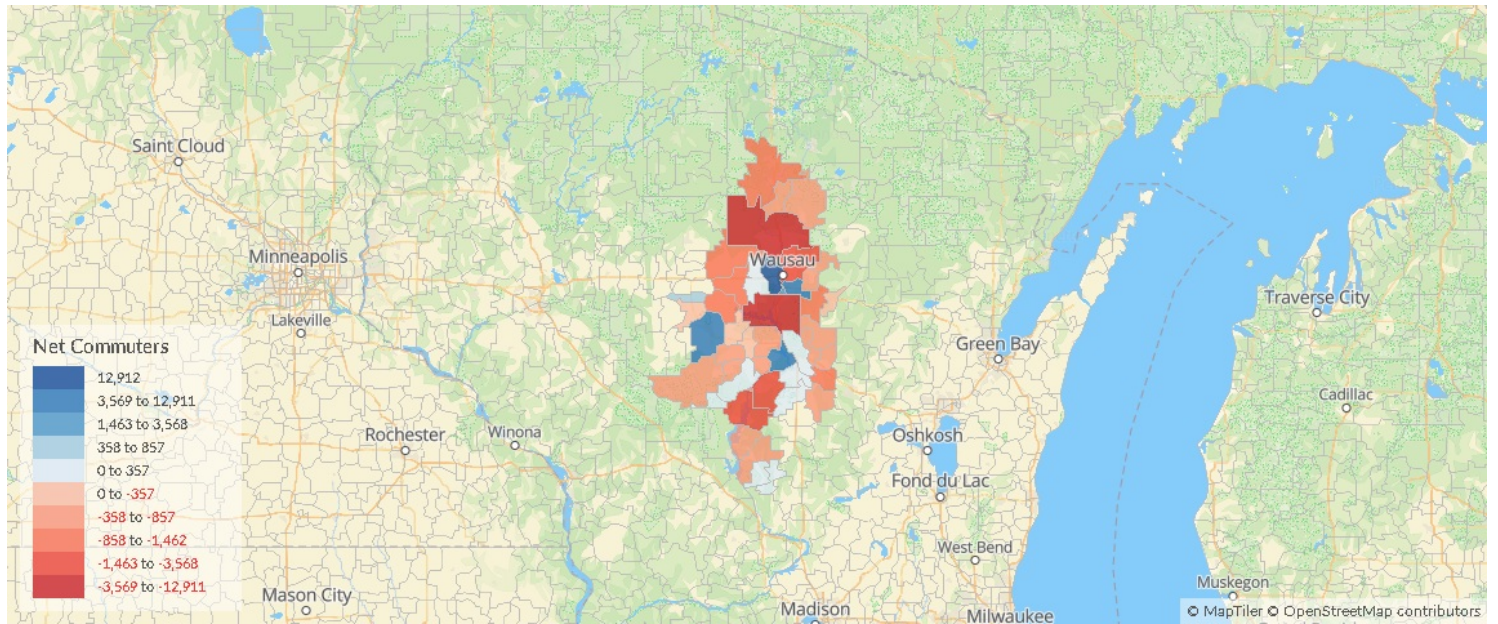 Saint Cloud
Minneapolis
Wausau
Traverse City
Lakeville
Net Commuters
Green Bay
12,912
3,569 to 12,911
Cadillac
1,463 to 3,568
358 to 857
Rochester
Winona
Oshkosh
0 to 357
Fond du Lac
0 to -357
-358 to -857
-858 to -1,462
West Bend
-1,463 to -3,568
-3,569 to -12,911
Muskegon
Mason City
Madison
Milwaukee
© MapTiler © OpenStreetMap contributors